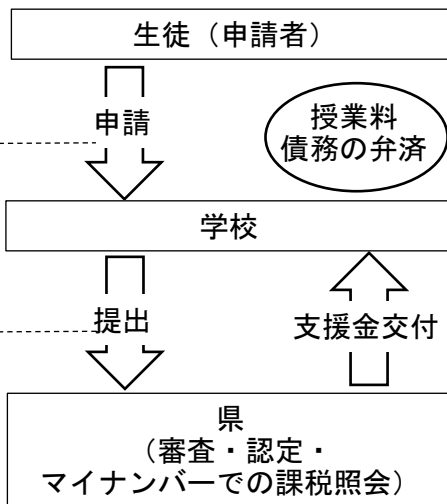 生徒（申請者）
申請
授業料
債務の弁済
学校
提出
支援金交付
県
（審査・認定・
マイナンバーでの課税照会）